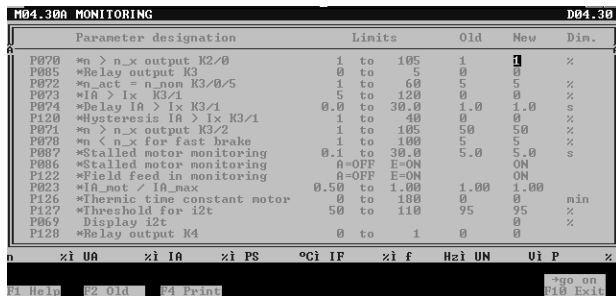 M04.30A MONITORING D04.30
Parameter designation Limits Old New Dim.
P070 *n > n_x output K2/0 1 to 105 1 1 %
P085 *Relay output K3 0 to 5 0 0
P072 *n_act = n_nom K3/0/5 1 to 60 5 5 %
P073 *IA > Ix K3/1 5 to 120 0 0 %
P074 *Delay IA > Ix K3/1 0.0 to 30.0 1.0 1.0 s
P120 *Hysteresis IA > Ix K3/1 1 to 40 0 0 %
P071 *n > n_x output K3/2 1 to 105 50 50 %
P078 *n < n_x for fast brake 1 to 100 5 5 %
P087 *Stalled motor monitoring 0.1 to 30.0 5.0 5.0 s
P086 *Stalled motor monitoring A=OFF E=ON ON
P122 *Field feed in monitoring A=OFF E=ON ON
P023 *IA_mot / IA_max 0.50 to 1.00 1.00 1.00
P126 *Thermic time constant motor 0 to 180 0 0 min
P127 *Threshold for i2t 50 to 110 95 95 %
P069 Display i2t 0 %
P128 *Relay output K4 0 to 1 0 0
n %ì UA %ì IA %ì PS °Cì IF %ì f Hzì UN Vì P %
→go on
F1 Help F2 Old F4 Print F10 Exit